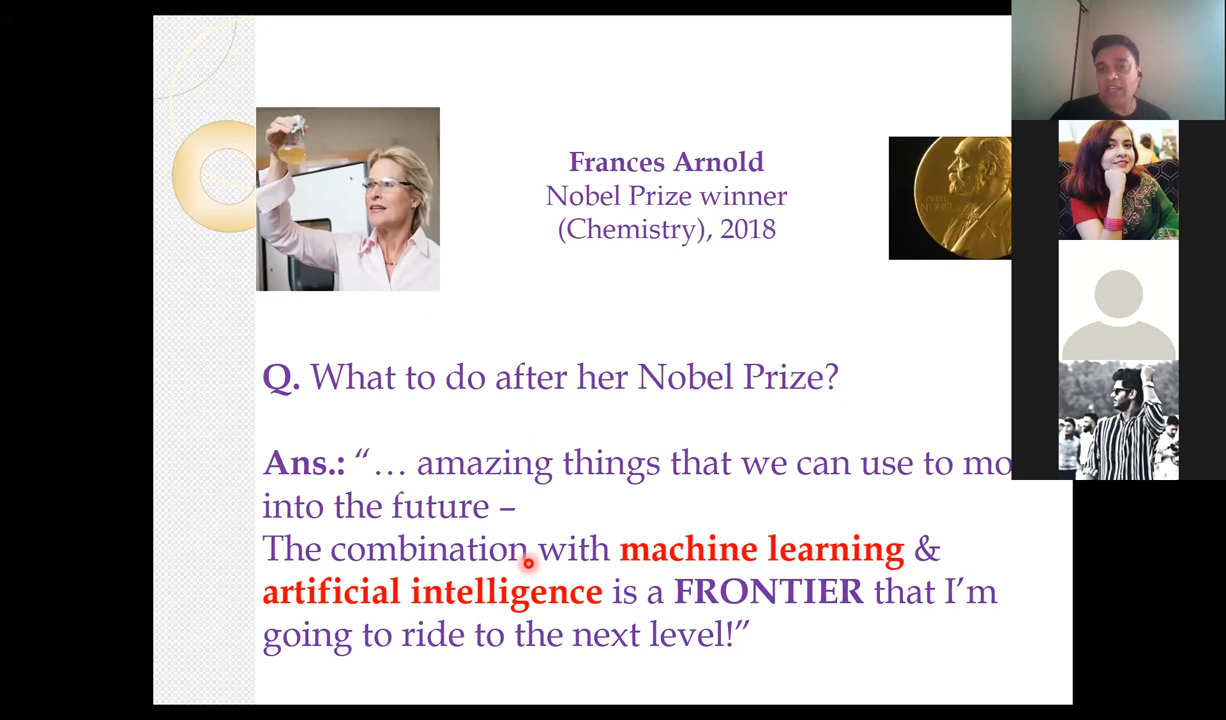 Frances Arnold
Nobel Prize winner
(Chemistry), 2018
Q. What to do after her Nobel Prize?
Ans.: “… amazing things that we can use to mo
into the future –
The combination with machine learning &
artificial intelligence is a FRONTIER that I’m
going to ride to the next level!”